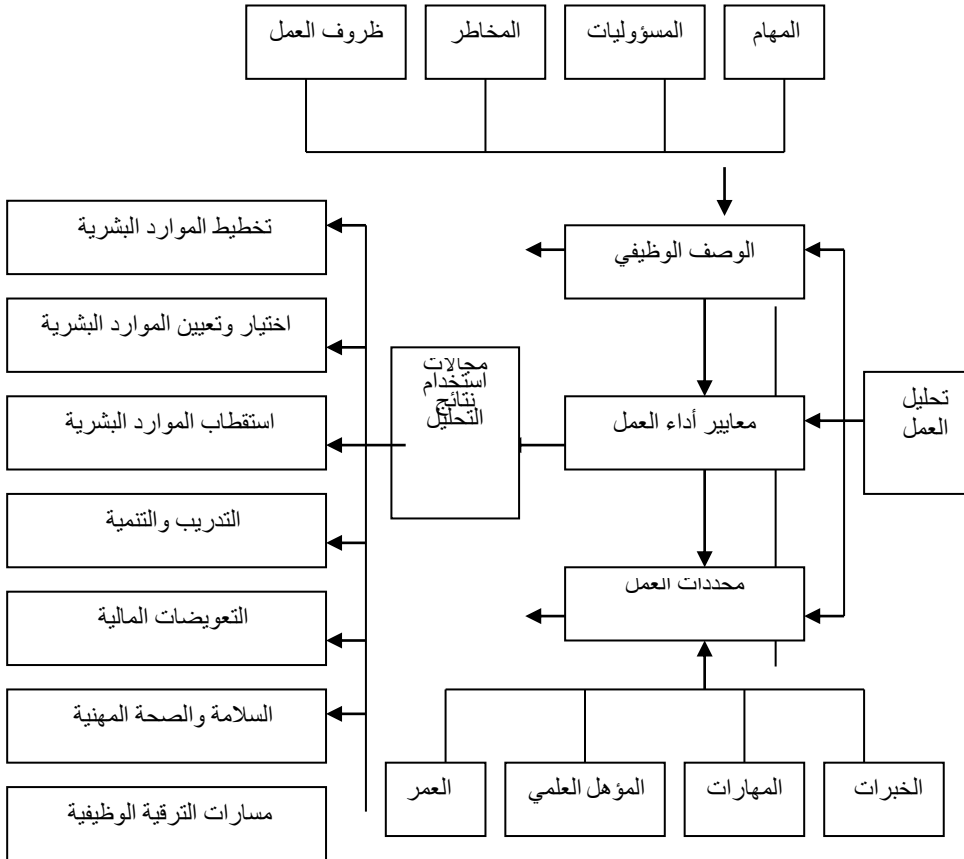 المهام
المسؤوليات
المخاطر
ظروف العمل
الوصف الوظيفي
تخطيط الموارد البشرية
اختيار وتعيين الموارد البشرية
مجالات
استخدام
نتائج
التحليل
تحليل
العمل
معايير أداء العمل
استقطاب الموارد البشرية
التدريب والتنمية
محددات العمل
التعويضات المالية
السلامة والصحة المهنية
الخبرات
المهارات
المؤهل العلمي
العمر
مسارات الترقية الوظيفية